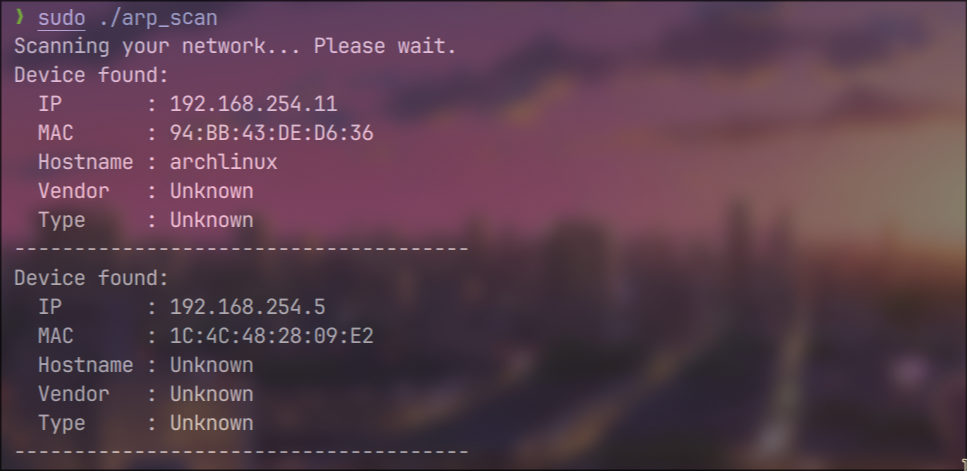 ❯ sudo ./arp_scan
Scanning your network... Please wait.
Device found:
  IP       : 192.168.254.11
  MAC      : 94:BB:43:DE:D6:36
  Hostname : archlinux
  Vendor   : Unknown
  Type     : Unknown
--------------------------------------
Device found:
  IP       : 192.168.254.5
  MAC      : 1C:4C:48:28:09:E2
  Hostname : Unknown
  Vendor   : Unknown
  Type     : Unknown
--------------------------------------